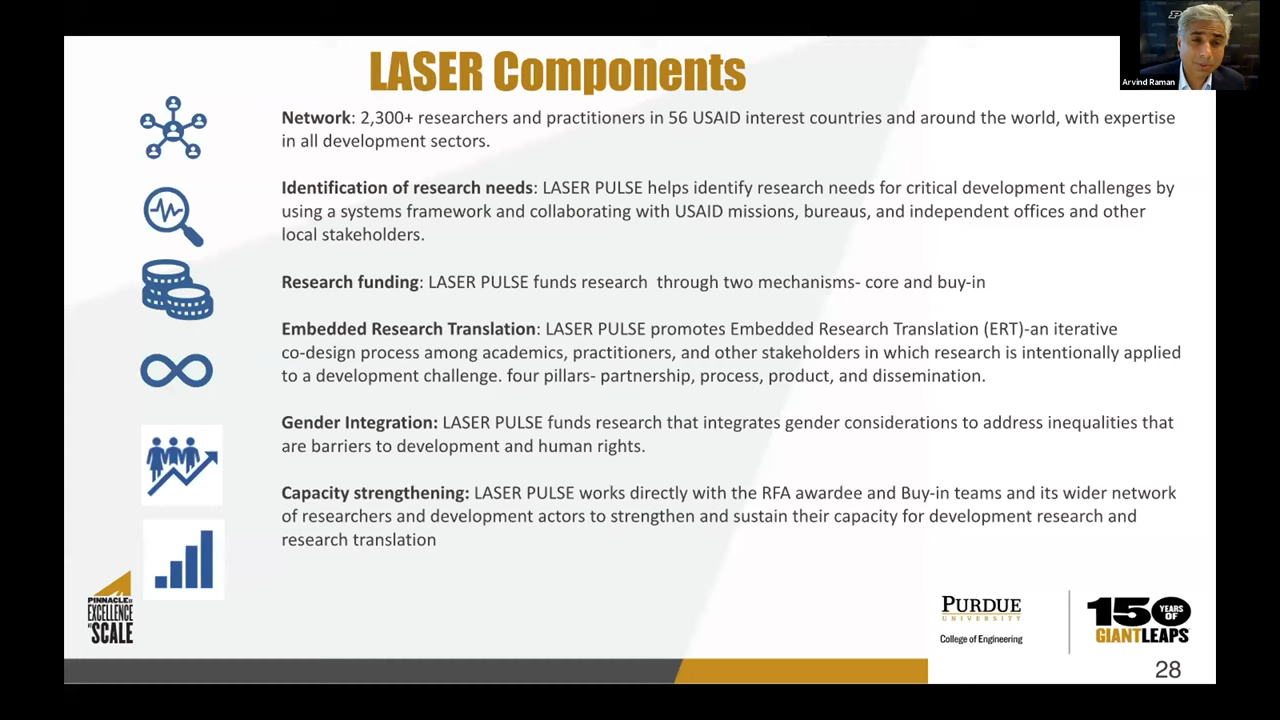 LASER Components
Arvind Raman
Network: 2,300+ researchers and practitioners in 56 USAID interest countries and around the world, with expertise
in all development sectors.
Identification of research needs: LASER PULSE helps identify research needs for critical development challenges by
using a systems framework and collaborating with USAID missions, bureaus, and independent offices and other
local stakeholders.
Research funding: LASER PULSE funds research  through two mechanisms- core and buy-in
Embedded Research Translation: LASER PULSE promotes Embedded Research Translation (ERT)-an iterative
co-design process among academics, practitioners, and other stakeholders in which research is intentionally applied
to a development challenge. four pillars- partnership, process, product, and dissemination.
Gender Integration: LASER PULSE funds research that integrates gender considerations to address inequalities that
are barriers to development and human rights.
Capacity strengthening: LASER PULSE works directly with the RFA awardee and Buy-in teams and its wider network
of researchers and development actors to strengthen and sustain their capacity for development research and
research translation
PINNACLE OF
EXCELLENCE
AT SCALE
PURDUE
UNIVERSITY
College of Engineering
150 YEARS OF
GIANT LEAPS
28